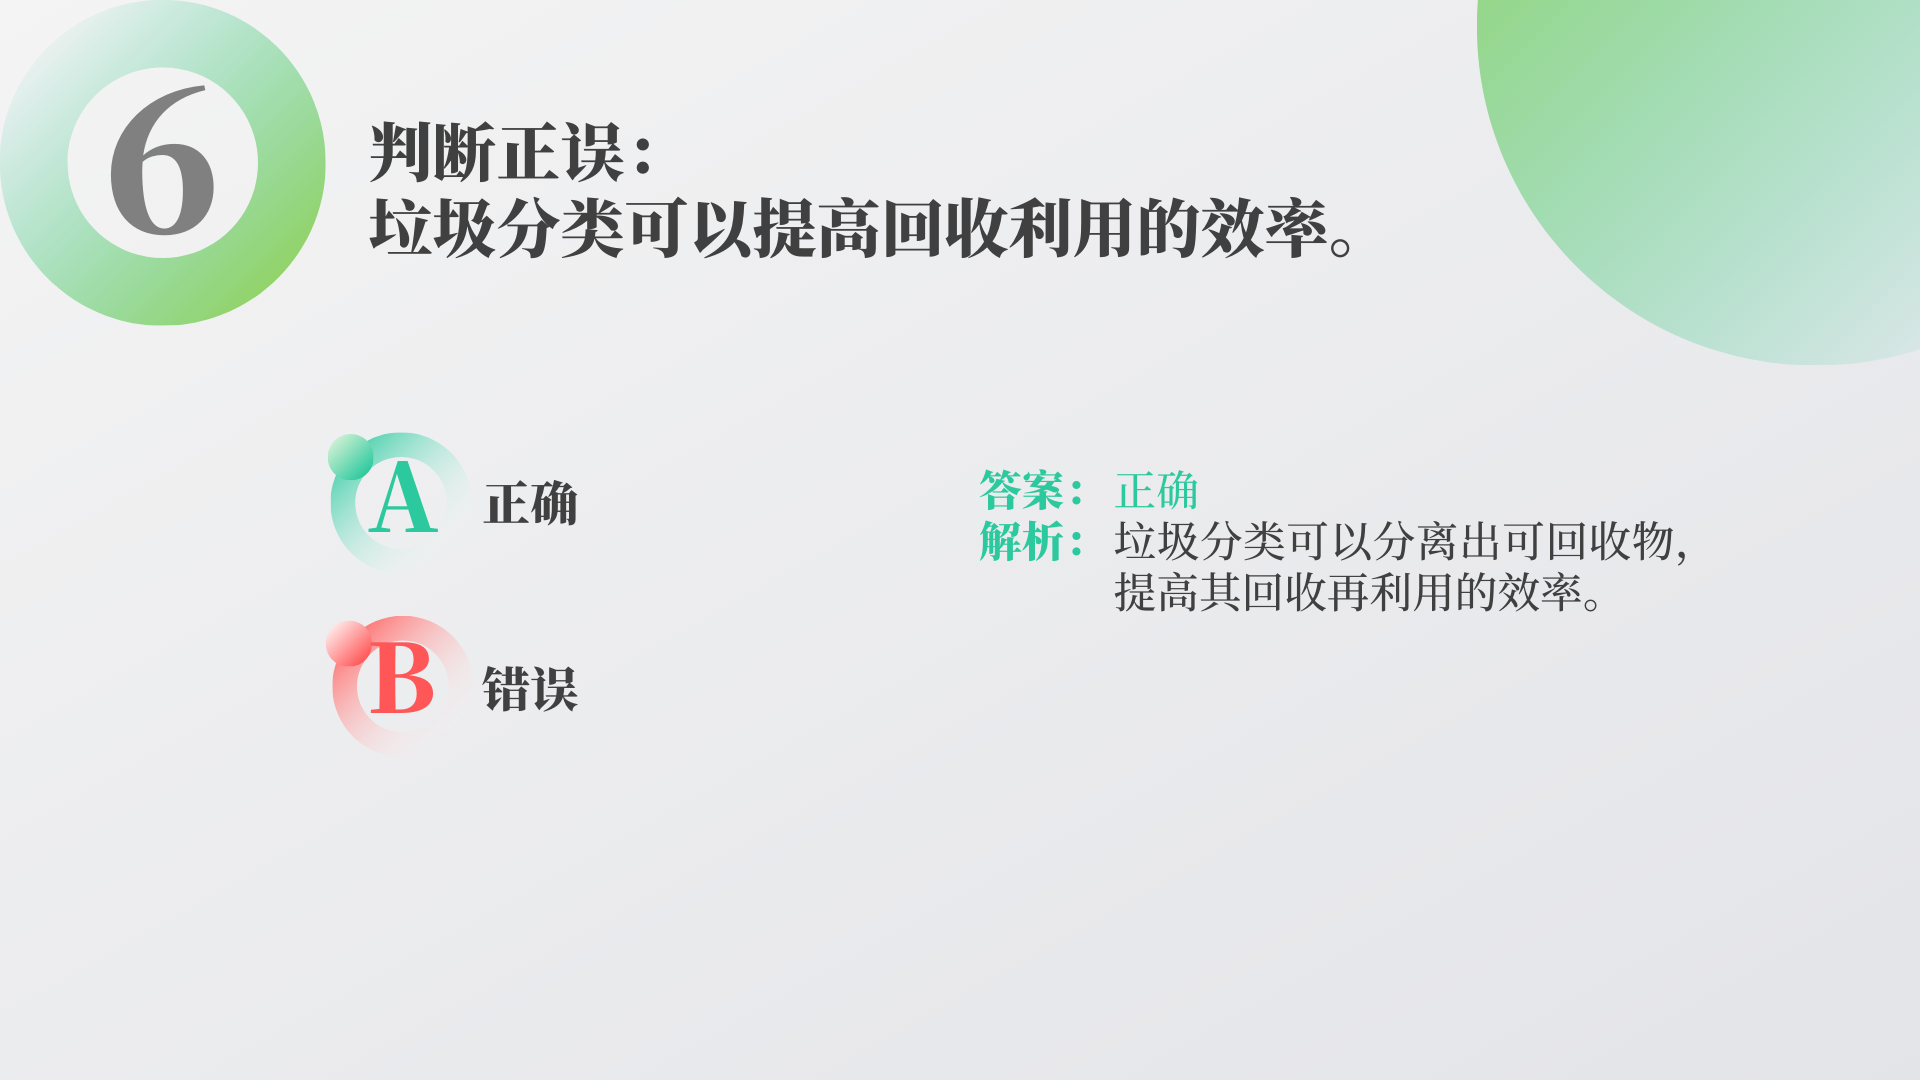 6
判断正误：
垃圾分类可以提高回收利用的效率。
A 正确
B 错误
答案：正确
解析：垃圾分类可以分离出可回收物，
提高其回收再利用的效率。